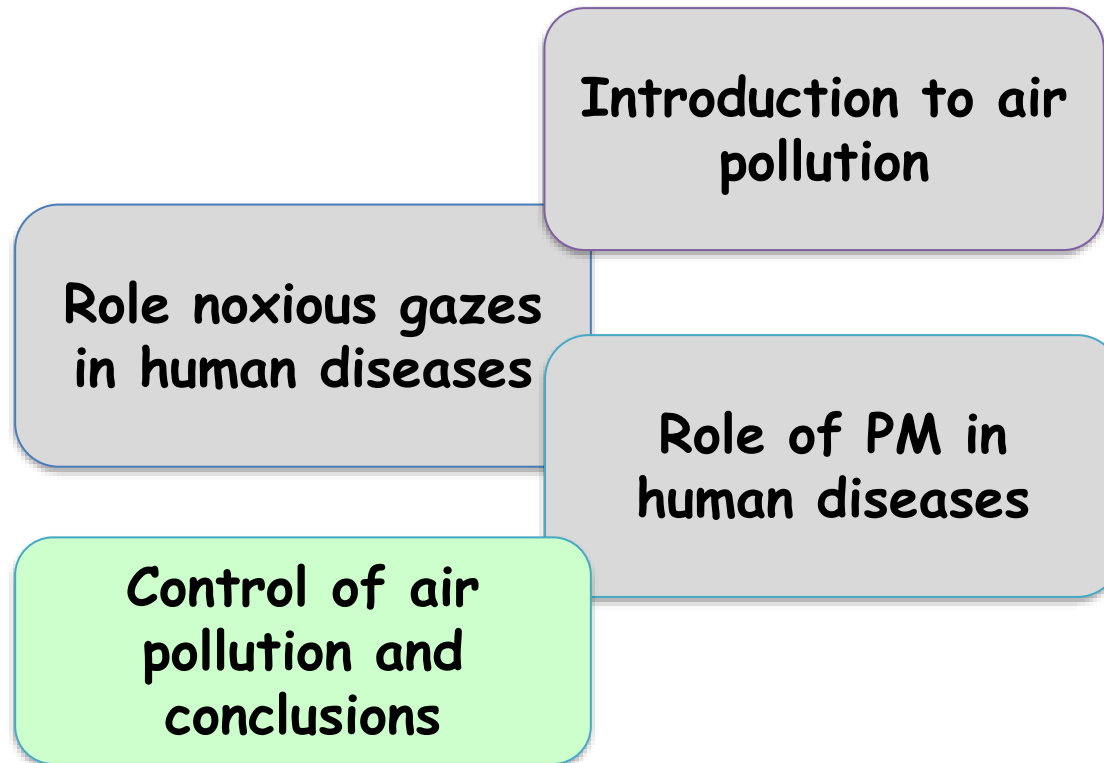 Introduction to air
pollution
Role noxious gazes
in human diseases
Role of PM in
human diseases
Control of air
pollution and
conclusions